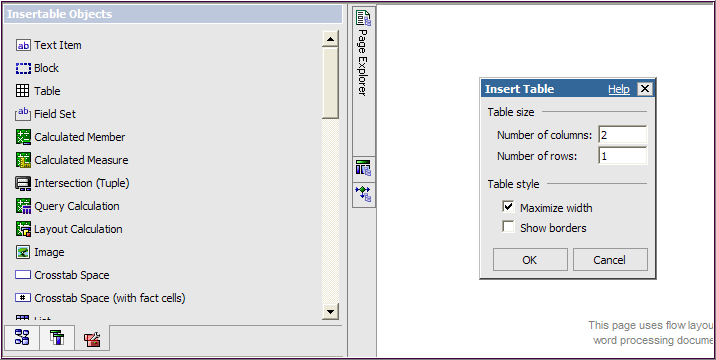 Insertable Objects
ab Text Item
Block
Table
ab Field Set
Calculated Member
Calculated Measure
Intersection (Tuple)
Query Calculation
Layout Calculation
Image
Crosstab Space
# Crosstab Space (with fact cells)
Page Explorer
Insert Table Help
Table size
Number of columns: 2
Number of rows: 1
Table style
Maximize width
Show borders
OK Cancel
This page uses flow layou
word processing docume